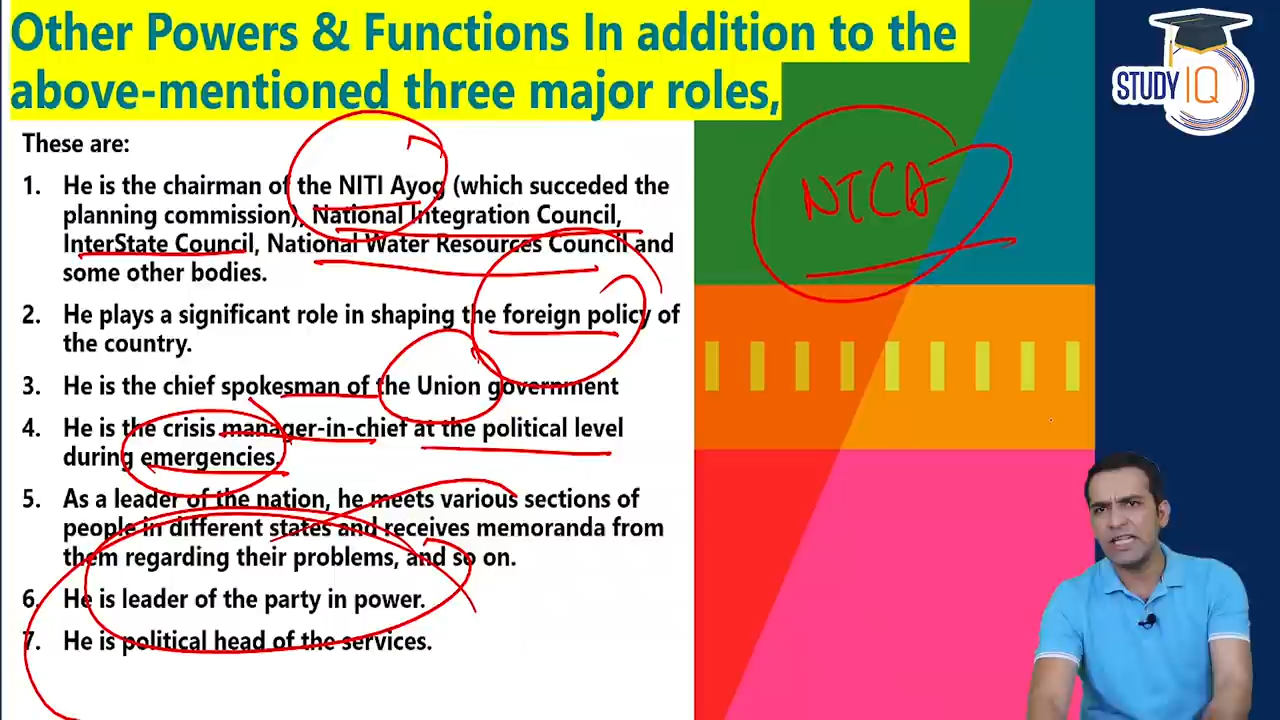 Other Powers & Functions In addition to the
above-mentioned three major roles,
STUDY IQ
These are:
1. He is the chairman of the NITI Ayog (which succeded the
planning commission), National Integration Council,
InterState Council, National Water Resources Council and
some other bodies.
2. He plays a significant role in shaping the foreign policy of
the country.
3. He is the chief spokesman of the Union government
4. He is the crisis manager-in-chief at the political level
during emergencies.
5. As a leader of the nation, he meets various sections of
people in different states and receives memoranda from
them regarding their problems, and so on.
6. He is leader of the party in power.
7. He is political head of the services.
NTCA